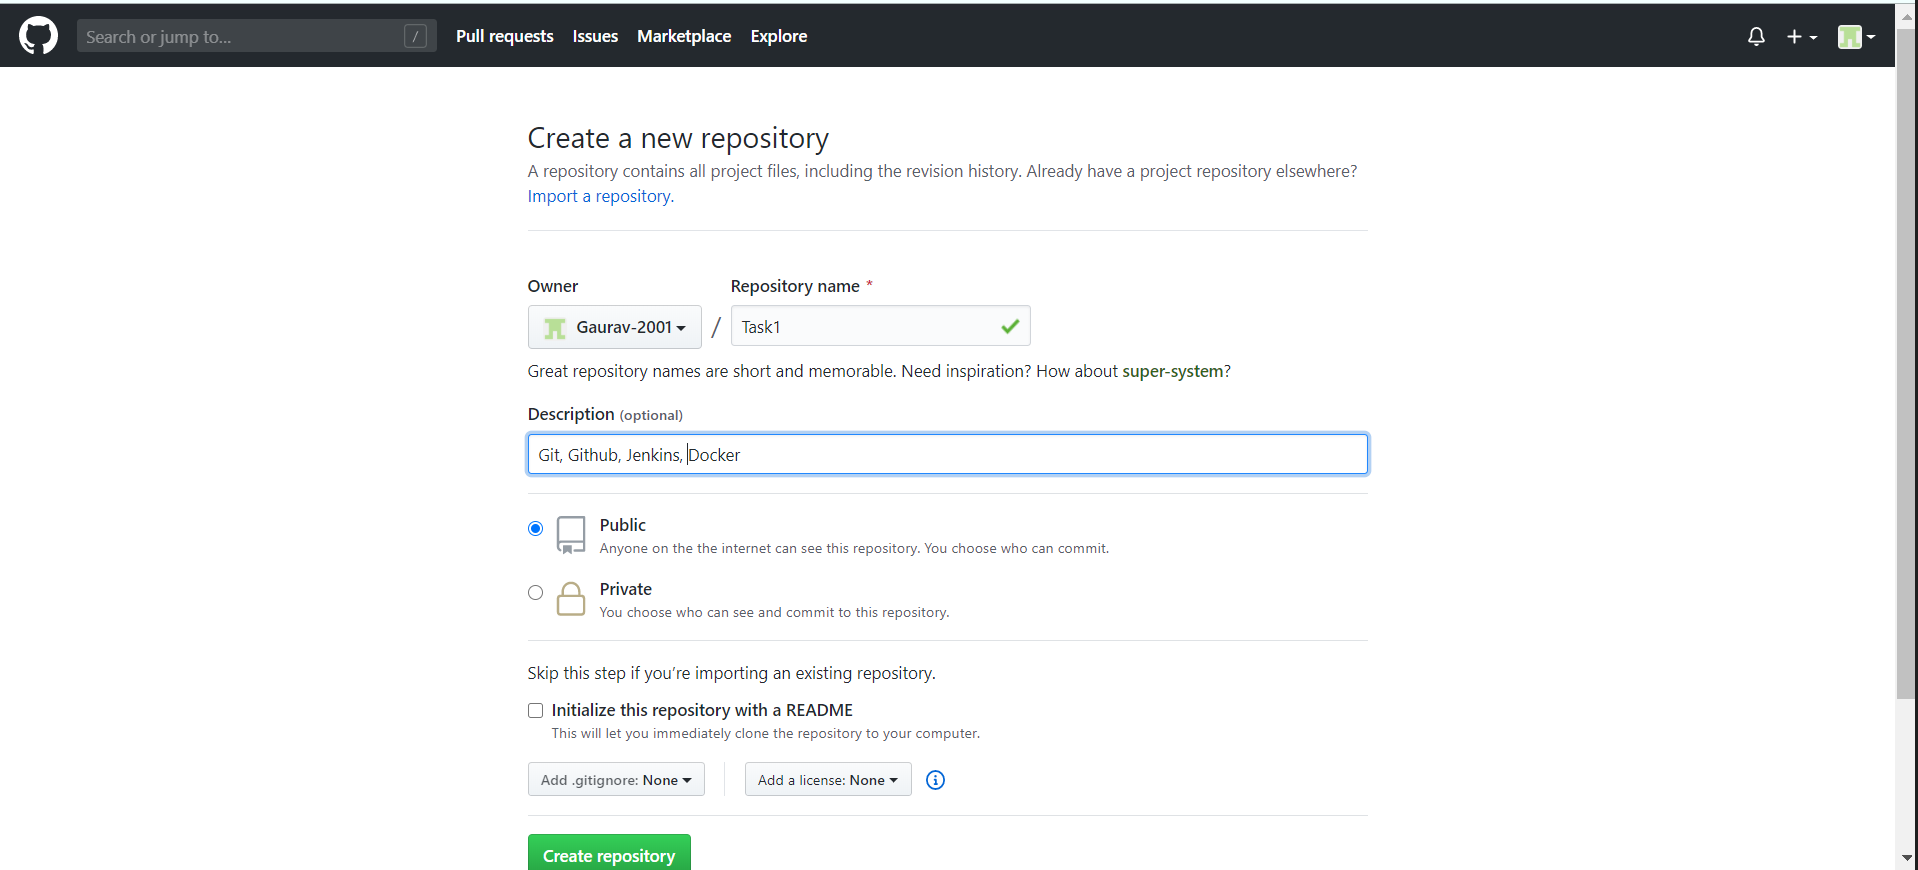 Search or jump to... / Pull requests Issues Marketplace Explore
Create a new repository
A repository contains all project files, including the revision history. Already have a project repository elsewhere?
Import a repository.
Owner Repository name *
Gaurav-2001 / Task1
Great repository names are short and memorable. Need inspiration? How about super-system?
Description (optional)
Git, Github, Jenkins, Docker
Public
Anyone on the the internet can see this repository. You choose who can commit.
Private
You choose who can see and commit to this repository.
Skip this step if you’re importing an existing repository.
Initialize this repository with a README
This will let you immediately clone the repository to your computer.
Add .gitignore: None Add a license: None
Create repository